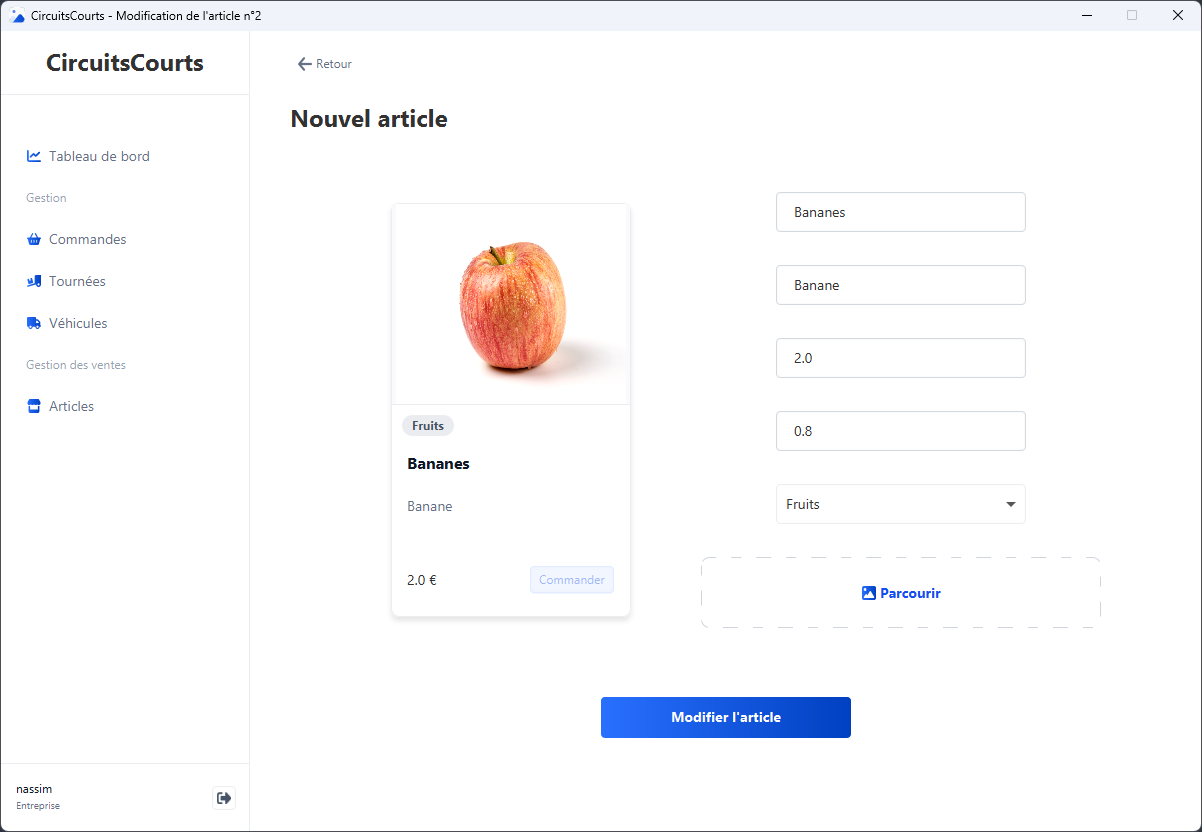 CircuitsCourts - Modification de l'article n°2
CircuitsCourts
Tableau de bord
Gestion
Commandes
Tournées
Véhicules
Gestion des ventes
Articles
nassim
Entreprise
Retour
Nouvel article
Fruits
Bananes
Banane
2.0 €
Commander
Bananes
Banane
2.0
0.8
Fruits
Parcourir
Modifier l'article